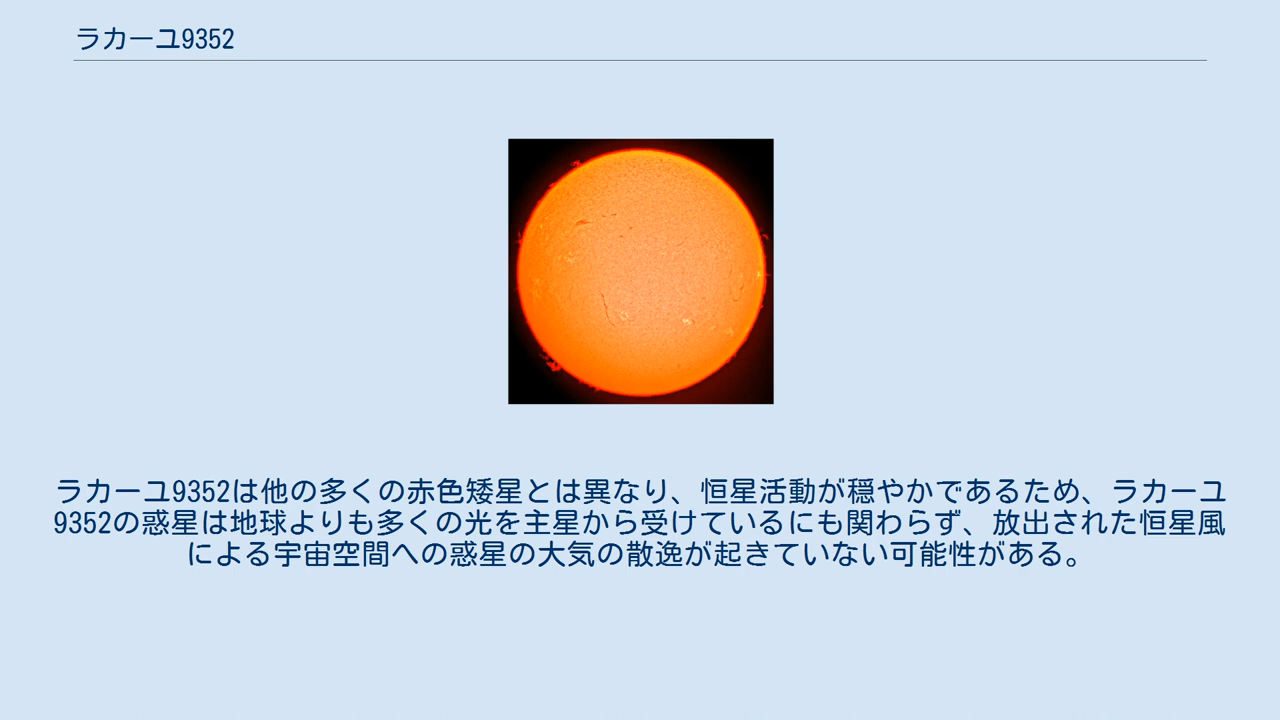 ラカーユ9352
ラカーユ9352は他の多くの赤色矮星とは異なり、恒星活動が穏やかであるため、ラカーユ
9352の惑星は地球よりも多くの光を主星から受けているにも関わらず、放出された恒星風
による宇宙空間への惑星の大気の散逸が起きていない可能性がある。